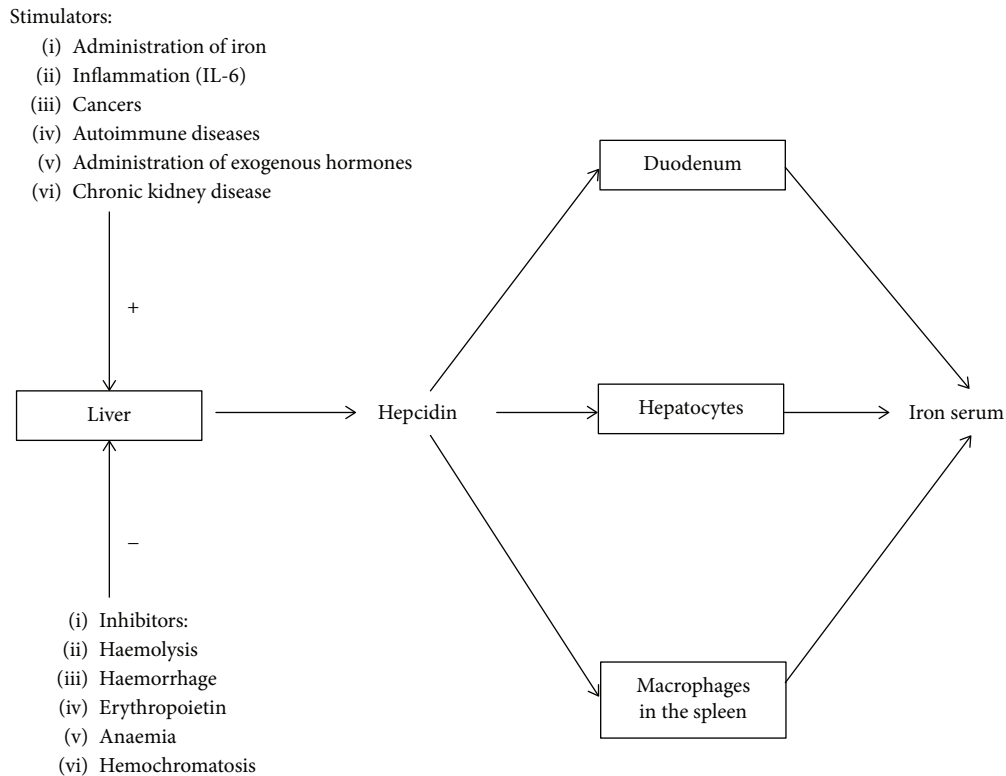 Stimulators:
(i) Administration of iron
(ii) Inflammation (IL-6)
(iii) Cancers
(iv) Autoimmune diseases
(v) Administration of exogenous hormones
(vi) Chronic kidney disease
+
Duodenum
Liver
Hepcidin
Hepatocytes
Iron serum
−
(i) Inhibitors:
(ii) Haemolysis
(iii) Haemorrhage
(iv) Erythropoietin
(v) Anaemia
(vi) Hemochromatosis
Macrophages
in the spleen